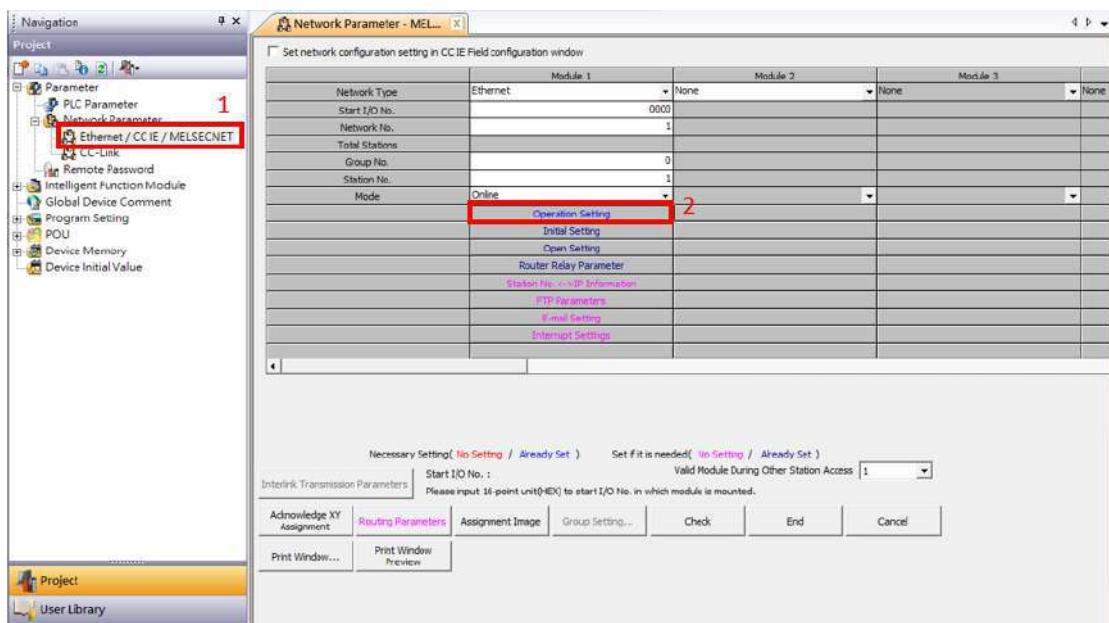 Navigation
Project
Parameter
PLC Parameter
1
Network Parameter
Ethernet / CC IE / MELSECNET
CC-Link
Remote Password
Intelligent Function Module
Global Device Comment
Program Setting
POU
Device Memory
Device Initial Value
Project
User Library
Network Parameter - MEL...
Set network configuration setting in CC IE Field configuration window
Module 1 Module 2 Module 3
Network Type Ethernet None None None
Start I/O No. 0000
Network No. 1
Total Stations
Group No. 0
Station No. 1
Mode Online
Operation Setting 2
Initial Setting
Open Setting
Router Relay Parameter
Station No. <->IP Information
FTP Parameters
E-mail Setting
Interrupt Settings
Necessary Setting( No Setting / Already Set ) Set if it is needed( No Setting / Already Set )
Interlink Transmission Parameters Start I/O No. : Valid Module During Other Station Access 1
Please input 16-point unit(HEX) to start I/O No. in which module is mounted.
Acknowledge XY Assignment Routing Parameters Assignment Image Group Setting... Check End Cancel
Print Window... Print Window Preview